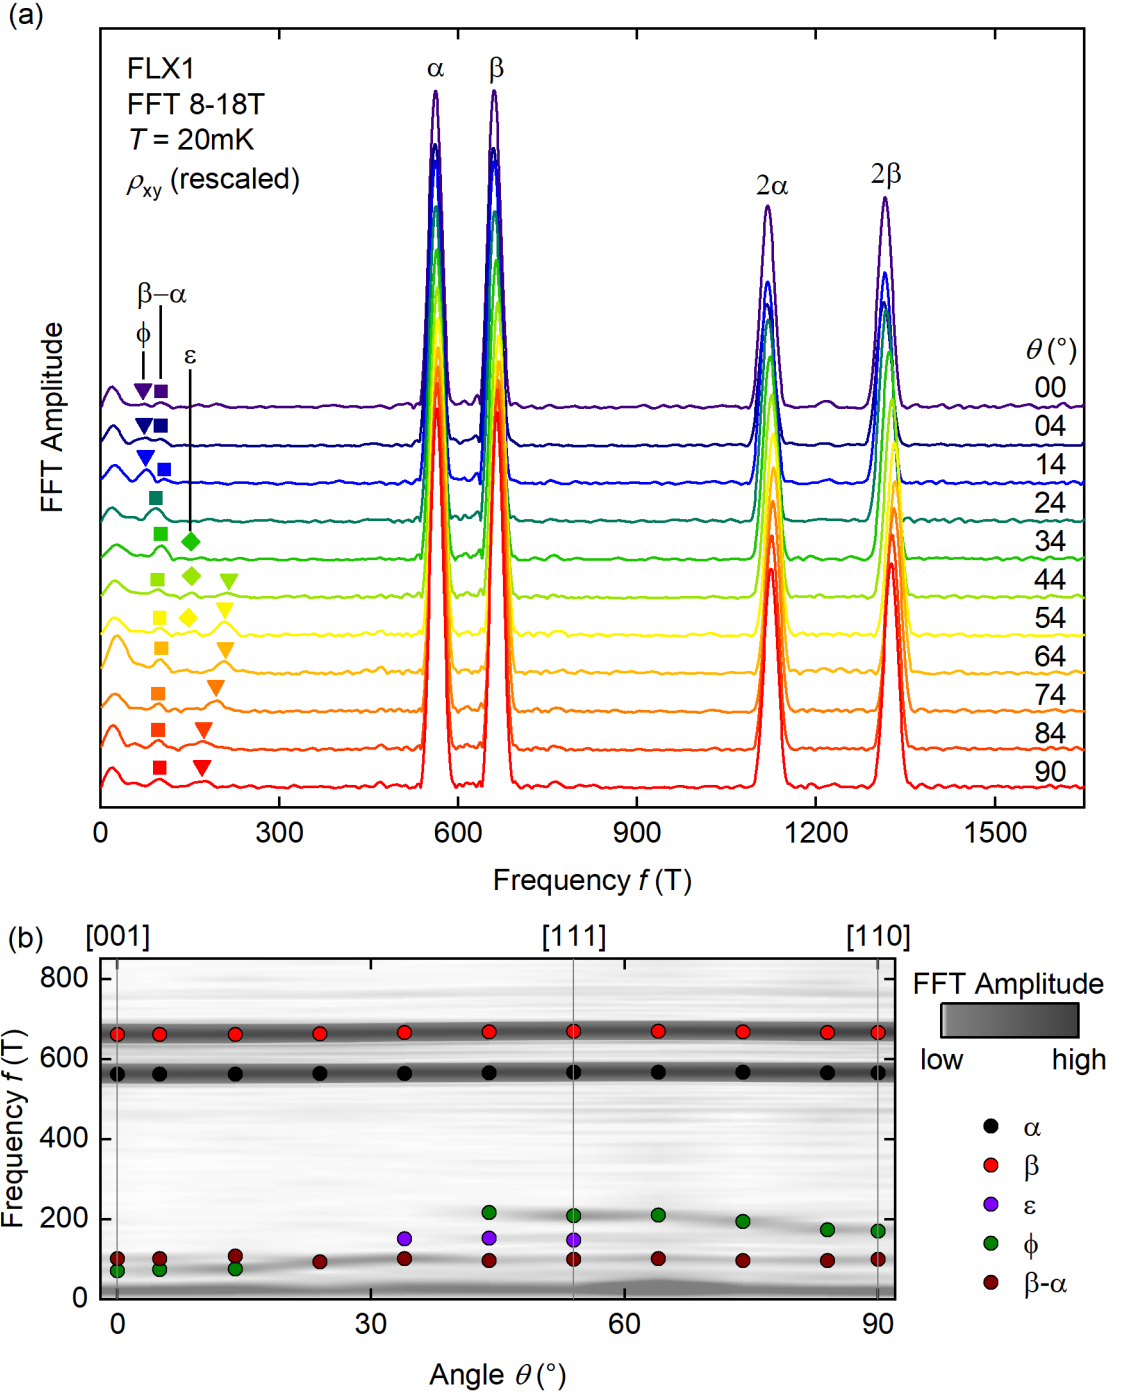 (a)
FLX1
FFT 8-18T
T = 20mK
ρxy (rescaled)
α
β
2α
2β
β−α
ϕ
ε
θ (°)
00
04
14
24
34
44
54
64
74
84
90
FFT Amplitude
0 300 600 900 1200 1500
Frequency f (T)
(b)
[001] [111] [110]
800
600
400
200
0
Frequency f (T)
0 30 60 90
Angle θ (°)
FFT Amplitude
low high
α
β
ε
ϕ
β-α